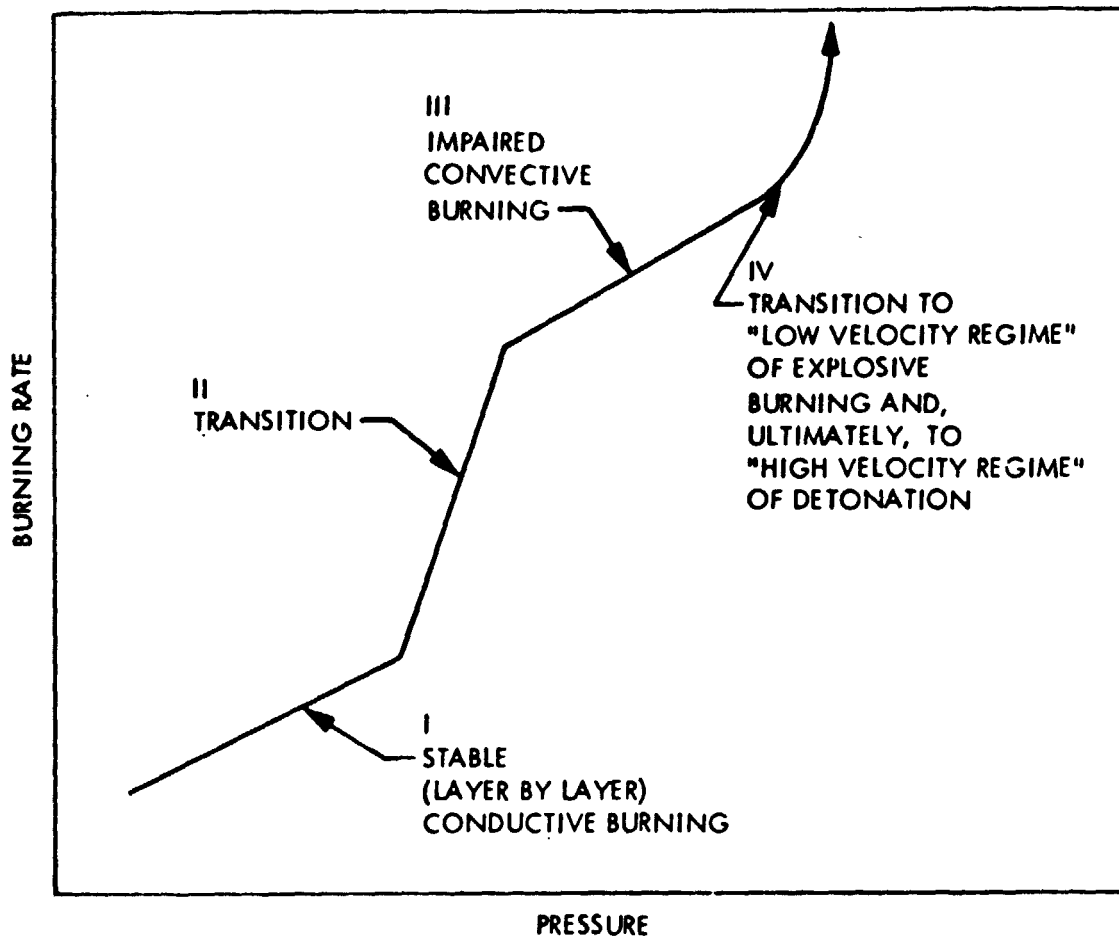 III
IMPAIRED
CONVECTIVE
BURNING
IV
TRANSITION TO
"LOW VELOCITY REGIME"
OF EXPLOSIVE
BURNING AND,
ULTIMATELY, TO
"HIGH VELOCITY REGIME"
OF DETONATION
II
TRANSITION
I
STABLE
(LAYER BY LAYER)
CONDUCTIVE BURNING
BURNING RATE
PRESSURE